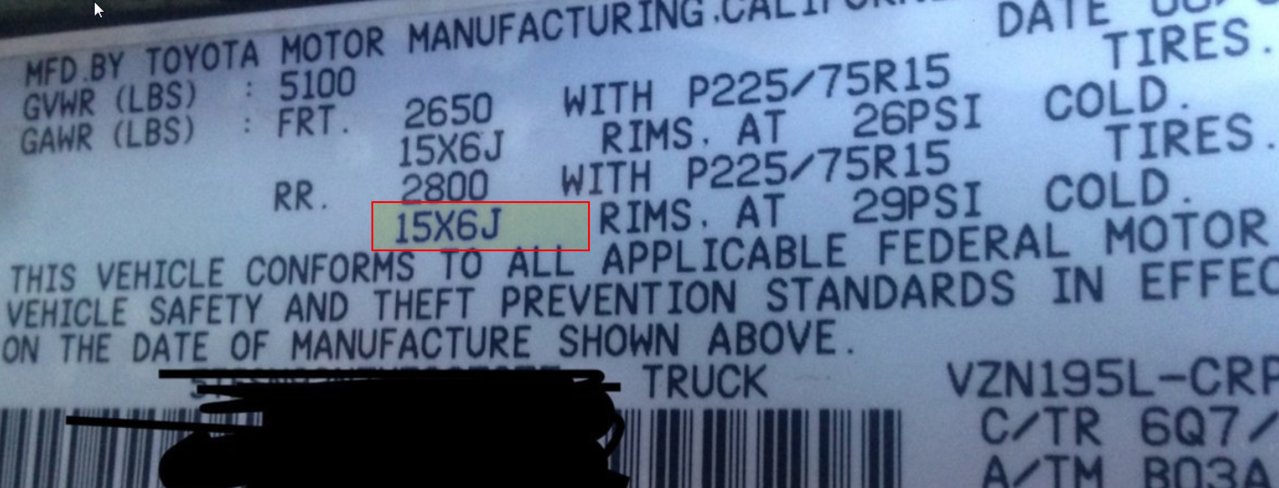 MFD.BY TOYOTA MOTOR MANUFACTURING.CALIFORN DATE
GVWR (LBS) : 5100 TIRES.
GAWR (LBS) : FRT. 2650 WITH P225/75R15 COLD.
15X6J RIMS. AT 26PSI TIRES.
RR. 2800 WITH P225/75R15 COLD.
15X6J RIMS. AT 29PSI
THIS VEHICLE CONFORMS TO ALL APPLICABLE FEDERAL MOTOR
VEHICLE SAFETY AND THEFT PREVENTION STANDARDS IN EFFEC
ON THE DATE OF MANUFACTURE SHOWN ABOVE.
TRUCK VZN195L-CRP
C/TR 6Q7/
A/TM B03A